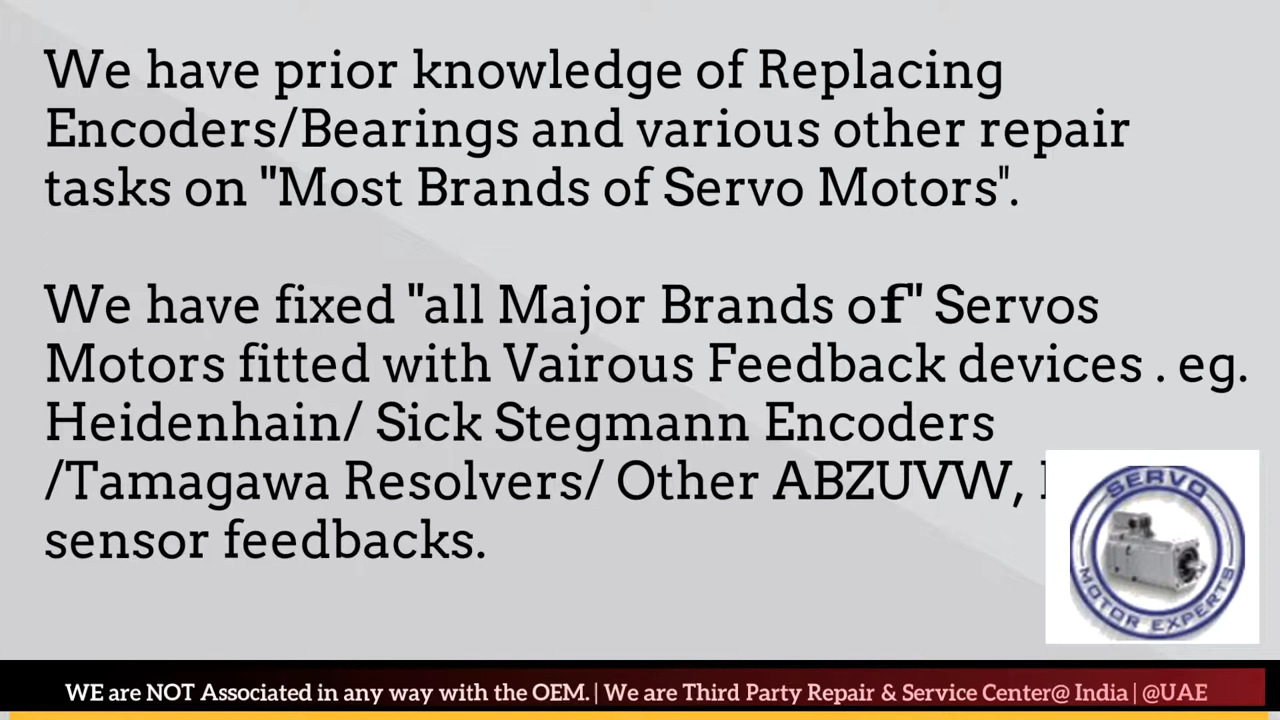 We have prior knowledge of Replacing
Encoders/Bearings and various other repair
tasks on "Most Brands of Servo Motors".
We have fixed "all Major Brands of" Servos
Motors fitted with Vairous Feedback devices . eg.
Heidenhain/ Sick Stegmann Encoders
/Tamagawa Resolvers/ Other ABZUVW,
sensor feedbacks.
SERVO
MOTOR EXPERTS
WE are NOT Associated in any way with the OEM. | We are Third Party Repair & Service Center@ India | @UAE